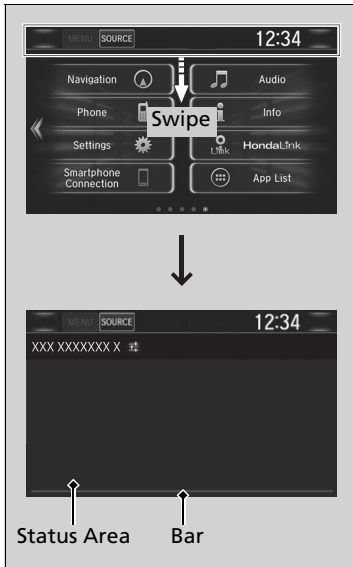 MENU SOURCE 12:34
Navigation Audio
Phone Info
Swipe
Settings Link HondaLink
Smartphone
Connection App List
MENU SOURCE 12:34
XXX XXXXXXX X
Status Area Bar